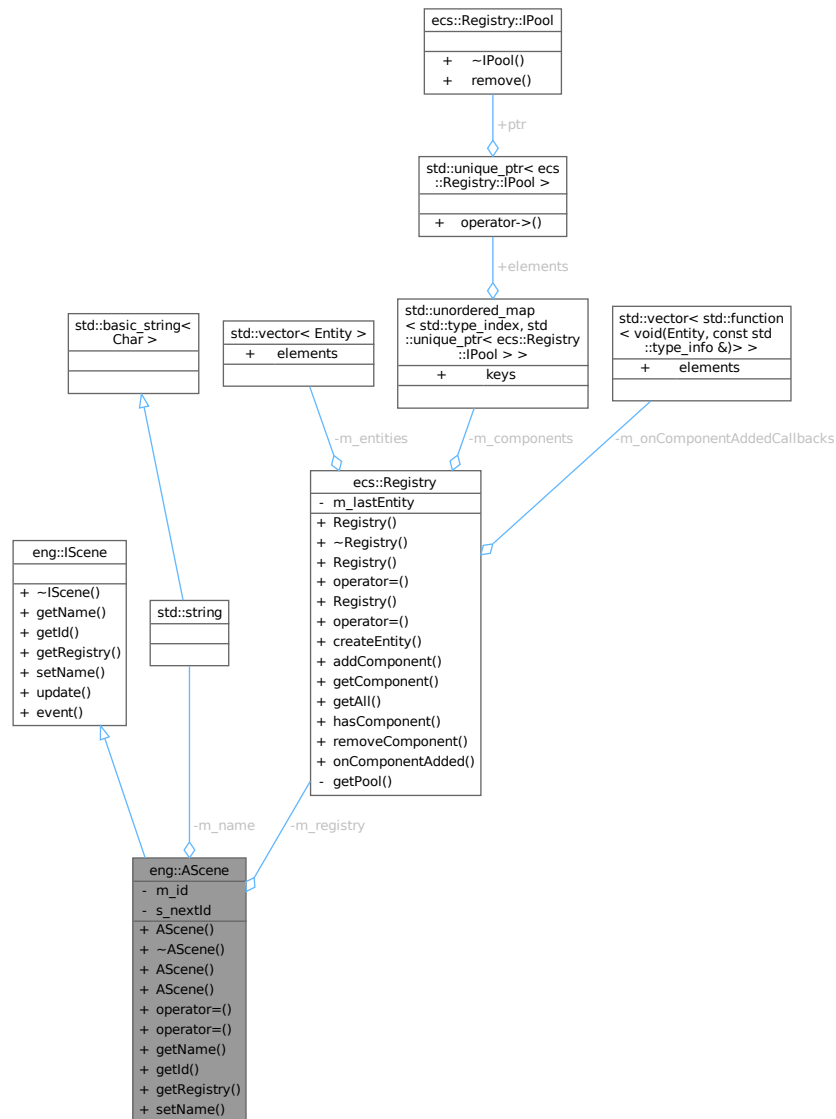 ecs::Registry::IPool
+ ~IPool()
+ remove()
+ptr
std::unique_ptr< ecs
::Registry::IPool >
+ operator->()
+elements
std::basic_string<
Char >
std::vector< Entity >
+ elements
std::unordered_map
< std::type_index, std
::unique_ptr< ecs::Registry
::IPool > >
+ keys
std::vector< std::function
< void(Entity, const std
::type_info &)> >
+ elements
-m_entities
-m_components
-m_onComponentAddedCallbacks
ecs::Registry
- m_lastEntity
+ Registry()
+ ~Registry()
+ Registry()
+ operator=()
+ Registry()
+ operator=()
+ createEntity()
+ addComponent()
+ getComponent()
+ getAll()
+ hasComponent()
+ removeComponent()
+ onComponentAdded()
- getPool()
eng::IScene
+ ~IScene()
+ getName()
+ getId()
+ getRegistry()
+ setName()
+ update()
+ event()
std::string
-m_name
-m_registry
eng::AScene
- m_id
- s_nextId
+ AScene()
+ ~AScene()
+ AScene()
+ AScene()
+ operator=()
+ operator=()
+ getName()
+ getId()
+ getRegistry()
+ setName()